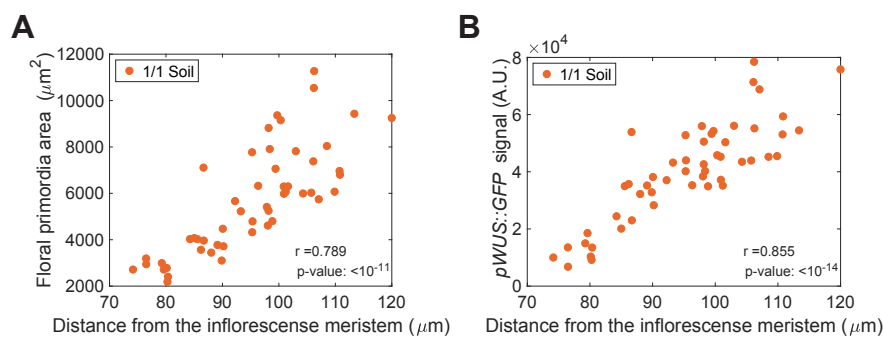 A
Floral primordia area (μm²)
12000
10000
8000
6000
4000
2000
1/1 Soil
r =0.789
p-value: <10⁻¹¹
70 80 90 100 110 120
Distance from the inflorescense meristem (μm)
B
pWUS::GFP signal (A.U.)
× 10⁴
8
6
4
2
0
1/1 Soil
r =0.855
p-value: <10⁻¹⁴
70 80 90 100 110 120
Distance from the inflorescense meristem (μm)